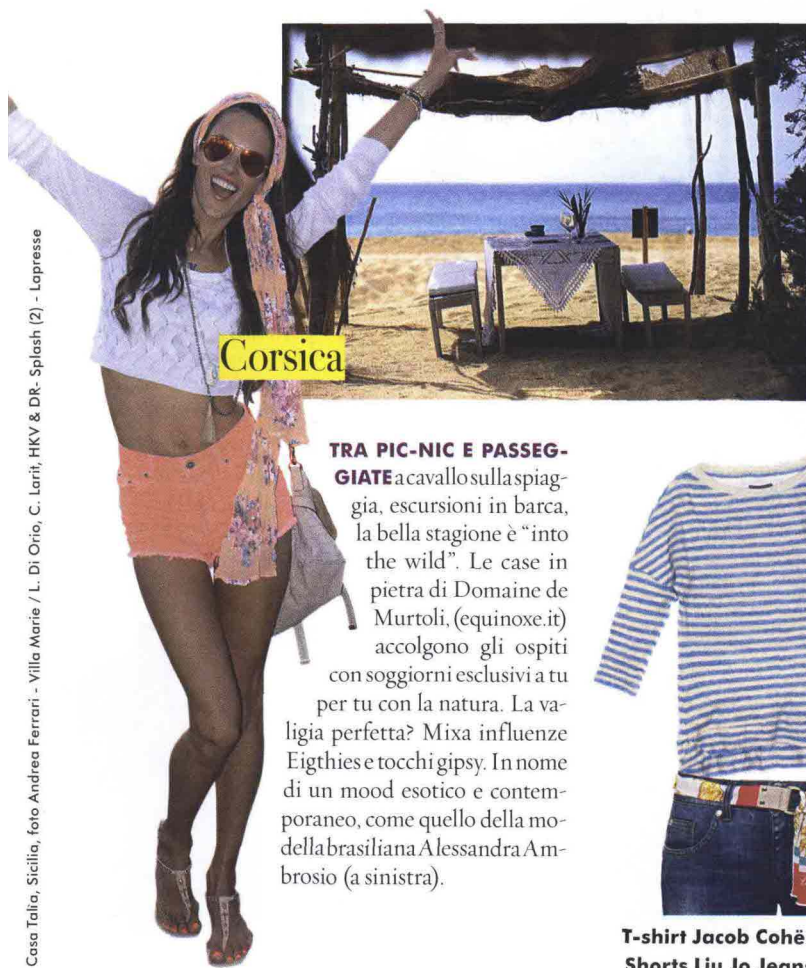 Casa Talia, Sicilia, foto Andrea Ferrari - Villa Marie / L. Di Orio, C. Larit, HKV & DR- Splash (2) - Lapresse
Corsica
TRA PIC-NIC E PASSEG-
GIATE a cavallo sulla spiag-
gia, escursioni in barca,
la bella stagione è “into
the wild”. Le case in
pietra di Domaine de
Murtoli, (equinoxe.it)
accolgono gli ospiti
con soggiorni esclusivi a tu
per tu con la natura. La va-
ligia perfetta? Mixa influenze
Eigthies e tocchi gipsy. In nome
di un mood esotico e contem-
poraneo, come quello della mo-
della brasiliana Alessandra Am-
brosio (a sinistra).
T-shirt Jacob Cohë
Shorts Liu Jo Jean